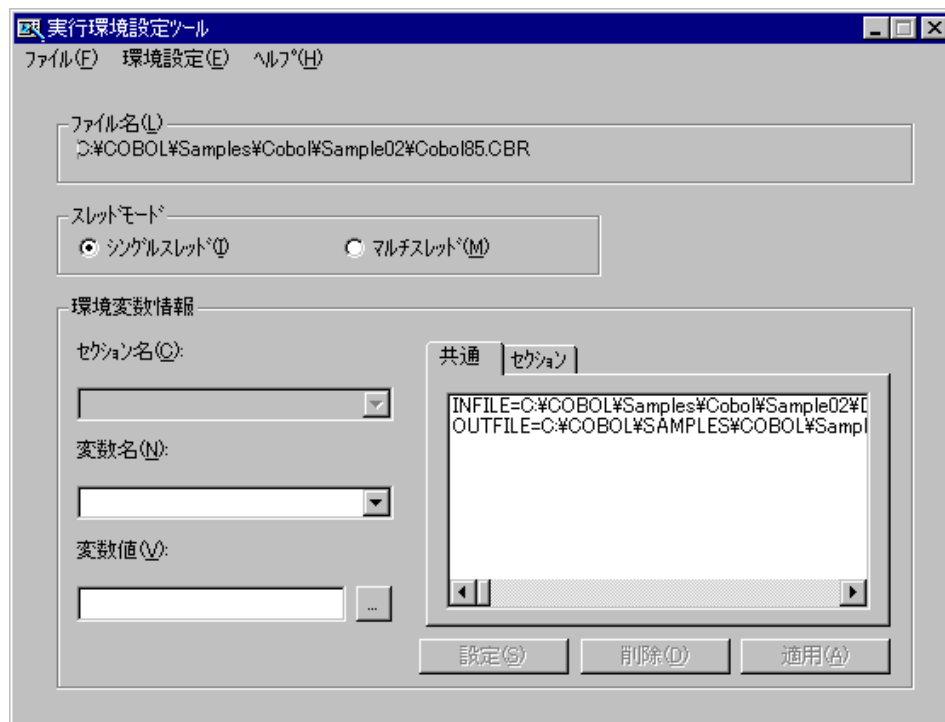 実行環境設定ツール
ファイル(F) 環境設定(E) ヘルプ(H)
ファイル名(L)
C:¥COBOL¥Samples¥Cobol¥Sample02¥Cobol85.CBR
スレッドモード
シングルスレッド(I) マルチスレッド(M)
環境変数情報
セクション名(C):
共通 セクション
INFILE=C:¥COBOL¥Samples¥Cobol¥Sample02¥D
OUTFILE=C:¥COBOL¥SAMPLES¥COBOL¥Sampl
変数名(N):
変数値(V):
...
設定(S) 削除(D) 適用(A)